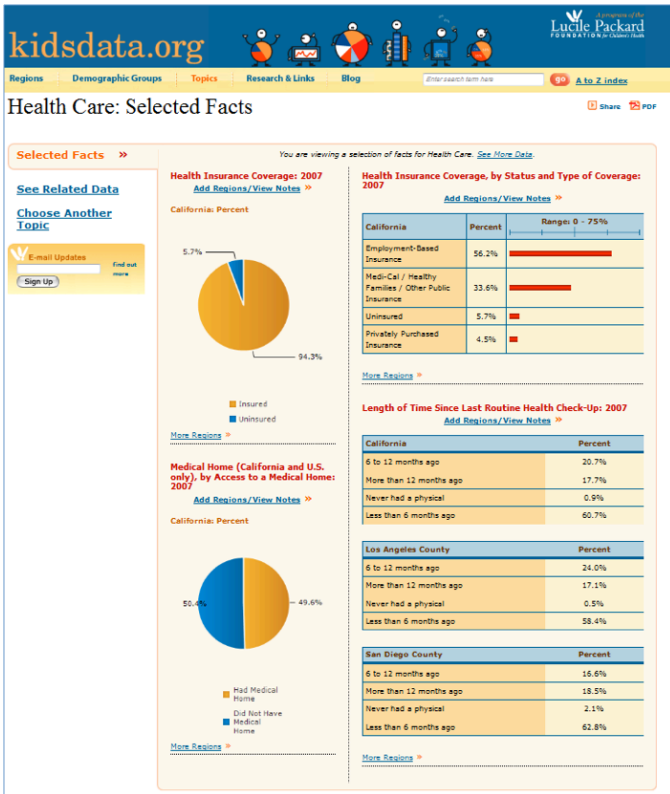 A program of the
Lucile Packard
FOUNDATION for Children's Health
kidsdata.org
Regions Demographic Groups Topics Research & Links Blog Enter search term here go A to Z index
Health Care: Selected Facts
Share PDF
Selected Facts »
See Related Data
Choose Another
Topic
E-mail Updates
find out
more
Sign Up
You are viewing a selection of facts for Health Care. See More Data.
Health Insurance Coverage: 2007
Add Regions/View Notes »
California: Percent
5.7%
94.3%
Insured
Uninsured
More Regions »
Medical Home (California and U.S.
only), by Access to a Medical Home:
2007
Add Regions/View Notes »
California: Percent
50.4%
49.6%
Had Medical
Home
Did Not Have
Medical
Home
More Regions »
Health Insurance Coverage, by Status and Type of Coverage:
2007
Add Regions/View Notes »
California Percent Range: 0 - 75%
Employment-Based
Insurance
56.2%
Medi-Cal / Healthy
Families / Other Public
Insurance
33.6%
Uninsured 5.7%
Privately Purchased
Insurance
4.5%
More Regions »
Length of Time Since Last Routine Health Check-Up: 2007
Add Regions/View Notes »
California Percent
6 to 12 months ago 20.7%
More than 12 months ago 17.7%
Never had a physical 0.9%
Less than 6 months ago 60.7%
Los Angeles County Percent
6 to 12 months ago 24.0%
More than 12 months ago 17.1%
Never had a physical 0.5%
Less than 6 months ago 58.4%
San Diego County Percent
6 to 12 months ago 16.6%
More than 12 months ago 18.5%
Never had a physical 2.1%
Less than 6 months ago 62.8%
More Regions »